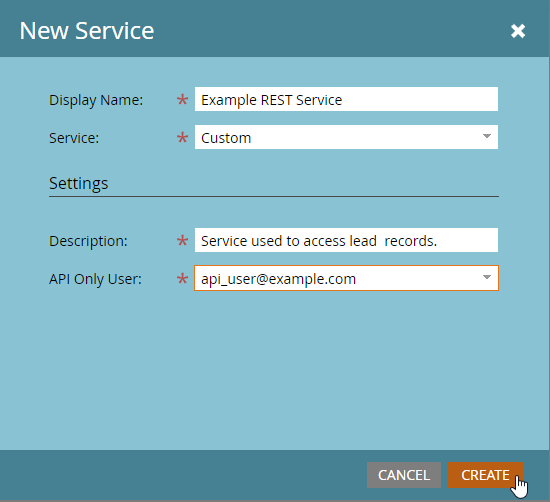 New Service
Display Name: * Example REST Service
Service: * Custom
Settings
Description: * Service used to access lead  records.
API Only User: * api_user@example.com
CANCEL CREATE